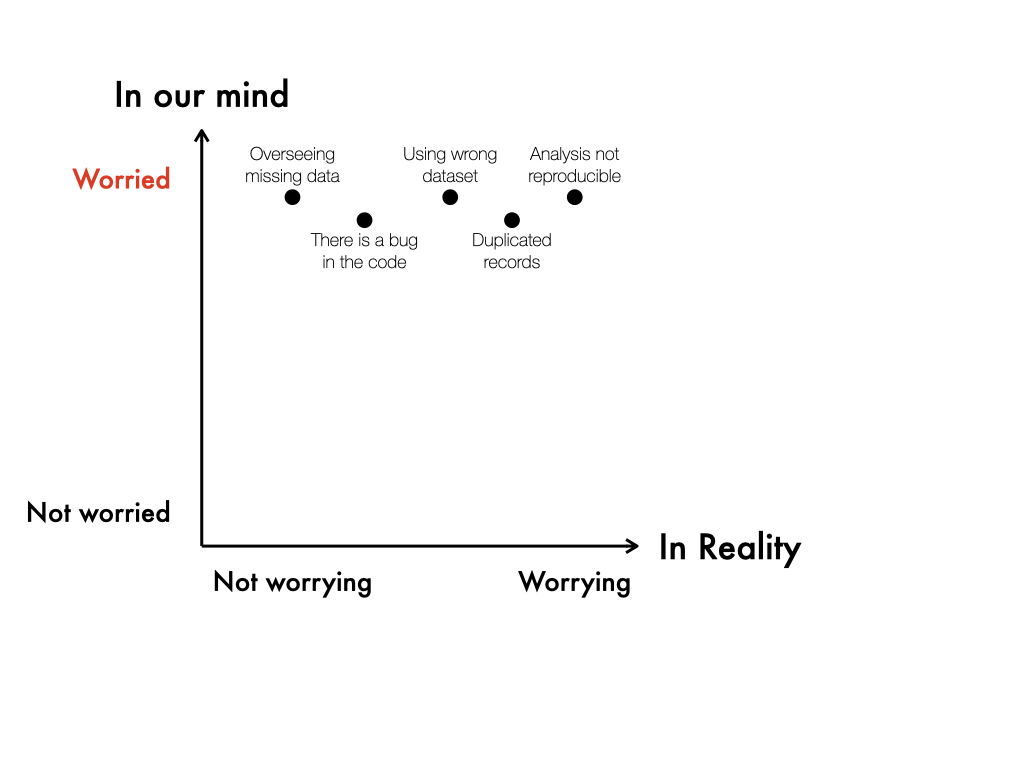 In our mind
Worried
Overseeing
missing data
Using wrong
dataset
Analysis not
reproducible
There is a bug
in the code
Duplicated
records
Not worried
In Reality
Not worrying
Worrying